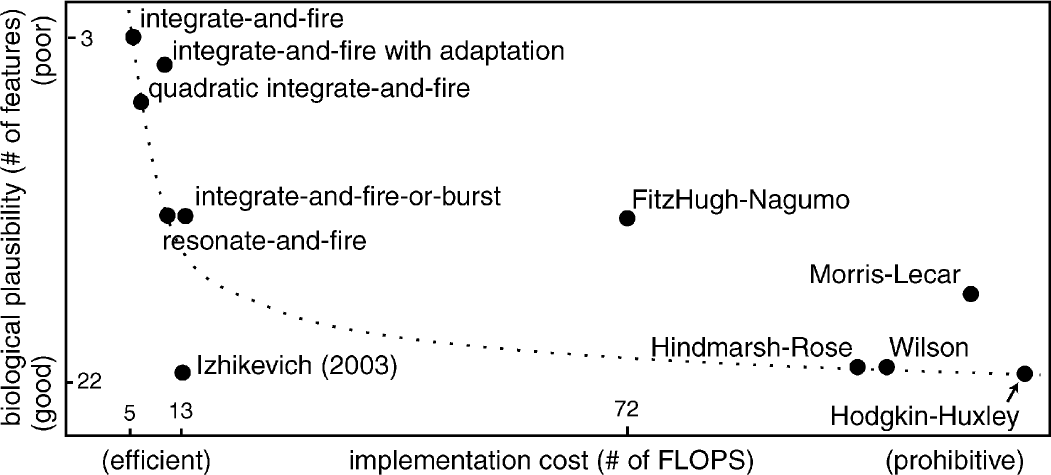 integrate-and-fire
3
integrate-and-fire with adaptation
quadratic integrate-and-fire
biological plausibility (# of features)
(good) (poor)
integrate-and-fire-or-burst
FitzHugh-Nagumo
resonate-and-fire
Morris-Lecar
Hindmarsh-Rose
Wilson
Izhikevich (2003)
22
Hodgkin-Huxley
5
13
72
(efficient)
implementation cost (# of FLOPS)
(prohibitive)